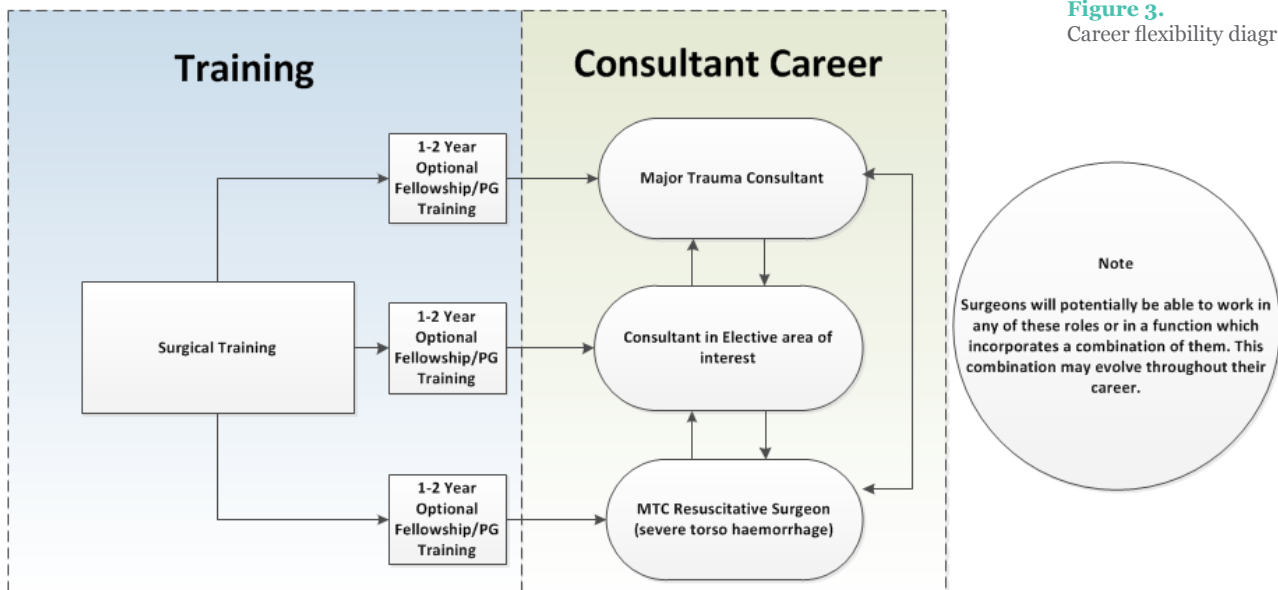 Figure 3.
Career flexibility diagr
Training
Consultant Career
1-2 Year
Optional
Fellowship/PG
Training
Major Trauma Consultant
Surgical Training
1-2 Year
Optional
Fellowship/PG
Training
Consultant in Elective area of
interest
1-2 Year
Optional
Fellowship/PG
Training
MTC Resuscitative Surgeon
(severe torso haemorrhage)
Note
Surgeons will potentially be able to work in
any of these roles or in a function which
incorporates a combination of them. This
combination may evolve throughout their
career.